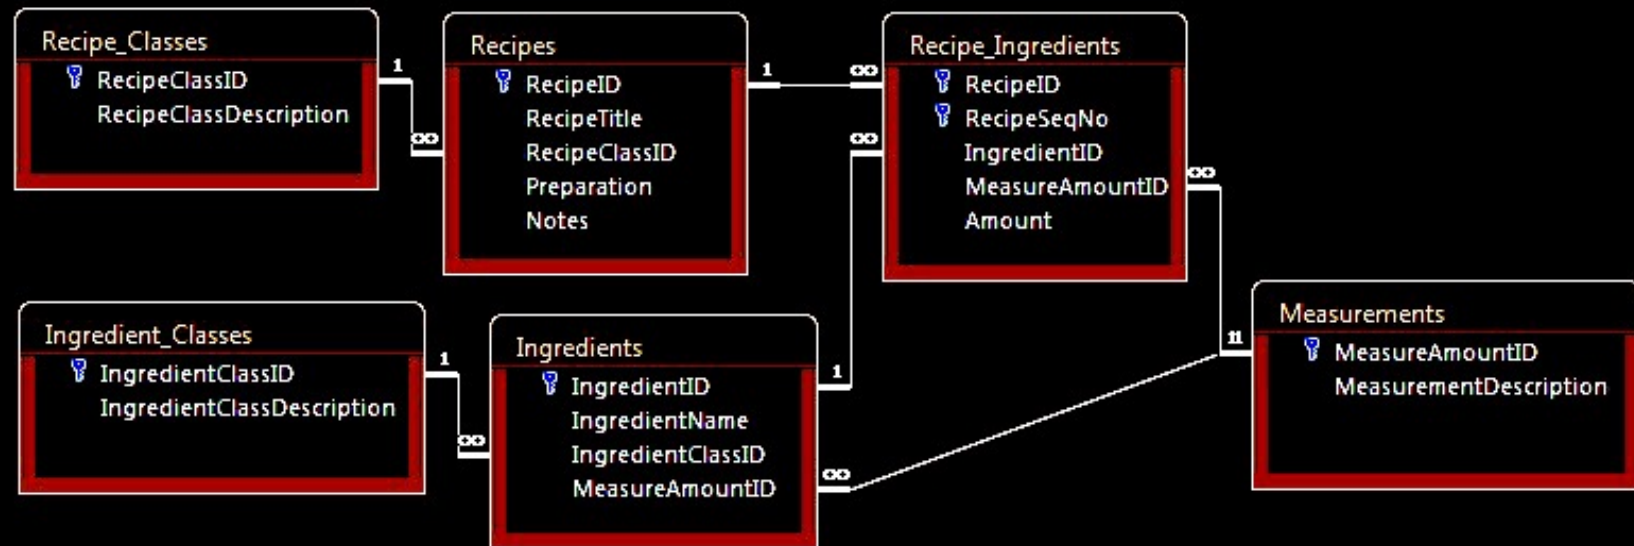 Recipe_Classes
RecipeClassID
RecipeClassDescription
1
∞
Recipes
RecipeID
RecipeTitle
RecipeClassID
Preparation
Notes
1
∞
∞
Recipe_Ingredients
RecipeID
RecipeSeqNo
IngredientID
MeasureAmountID
Amount
∞
Ingredient_Classes
IngredientClassID
IngredientClassDescription
1
∞
Ingredients
IngredientID
IngredientName
IngredientClassID
MeasureAmountID
1
∞
11
Measurements
MeasureAmountID
MeasurementDescription